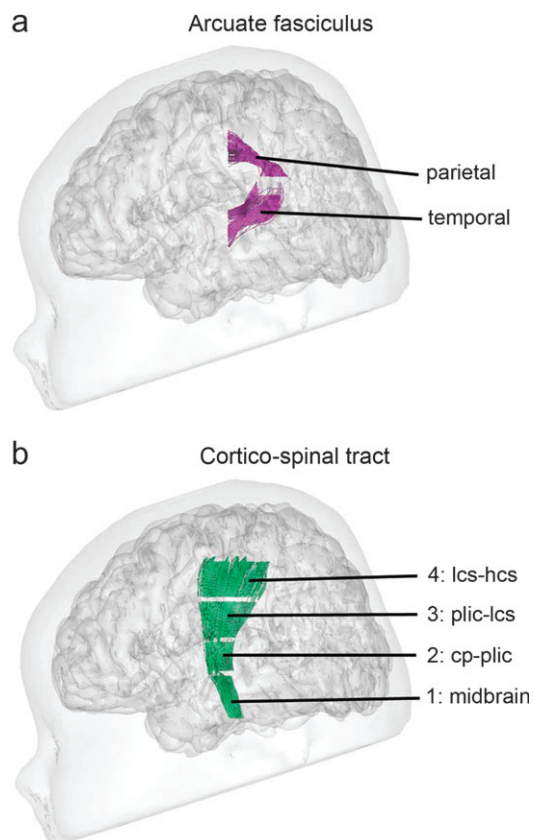 a
Arcuate fasciculus
parietal
temporal
b
Cortico-spinal tract
4: lcs-hcs
3: plic-lcs
2: cp-plic
1: midbrain